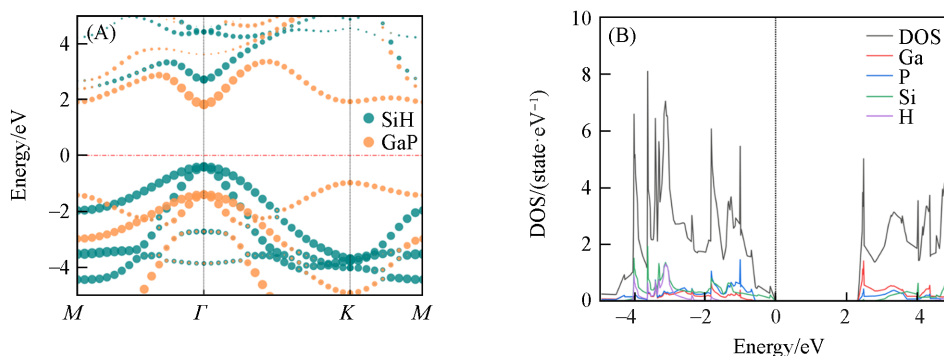 (A)
4
2
0
−2
−4
Energy/eV
SiH
GaP
M
Γ
K
M
(B)
10
8
6
4
2
0
DOS/(state·eV⁻¹)
DOS
Ga
P
Si
H
−4
−2
0
2
4
Energy/eV